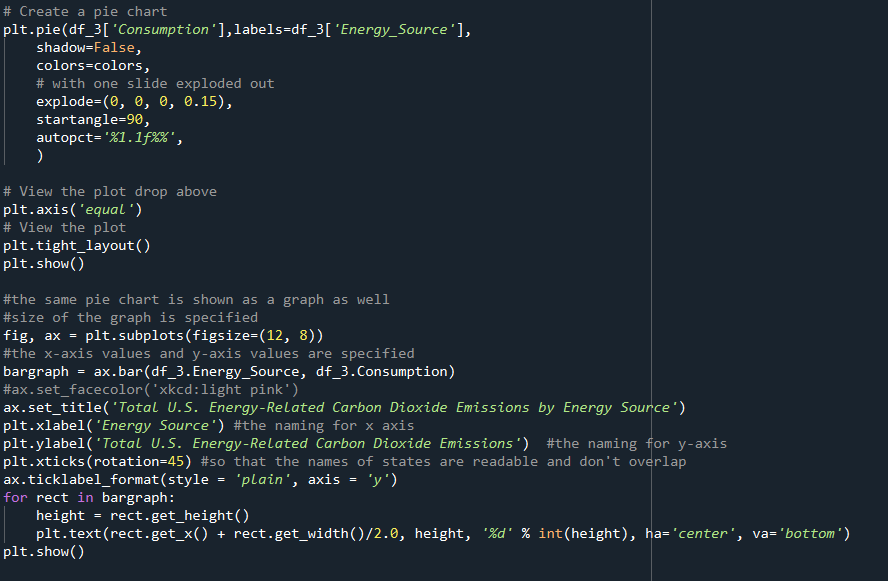 # Create a pie chart
plt.pie(df_3['Consumption'],labels=df_3['Energy_Source'],
    shadow=False,
    colors=colors,
    # with one slide exploded out
    explode=(0, 0, 0, 0.15),
    startangle=90,
    autopct='%1.1f%%',
    )

# View the plot drop above
plt.axis('equal')
# View the plot
plt.tight_layout()
plt.show()

#the same pie chart is shown as a graph as well
#size of the graph is specified
fig, ax = plt.subplots(figsize=(12, 8))
#the x-axis values and y-axis values are specified
bargraph = ax.bar(df_3.Energy_Source, df_3.Consumption)
#ax.set_facecolor('xkcd:light pink')
ax.set_title('Total U.S. Energy-Related Carbon Dioxide Emissions by Energy Source')
plt.xlabel('Energy Source') #the naming for x axis
plt.ylabel('Total U.S. Energy-Related Carbon Dioxide Emissions')  #the naming for y-axis
plt.xticks(rotation=45) #so that the names of states are readable and don't overlap
ax.ticklabel_format(style = 'plain', axis = 'y')
for rect in bargraph:
    height = rect.get_height()
    plt.text(rect.get_x() + rect.get_width()/2.0, height, '%d' % int(height), ha='center', va='bottom')
plt.show()